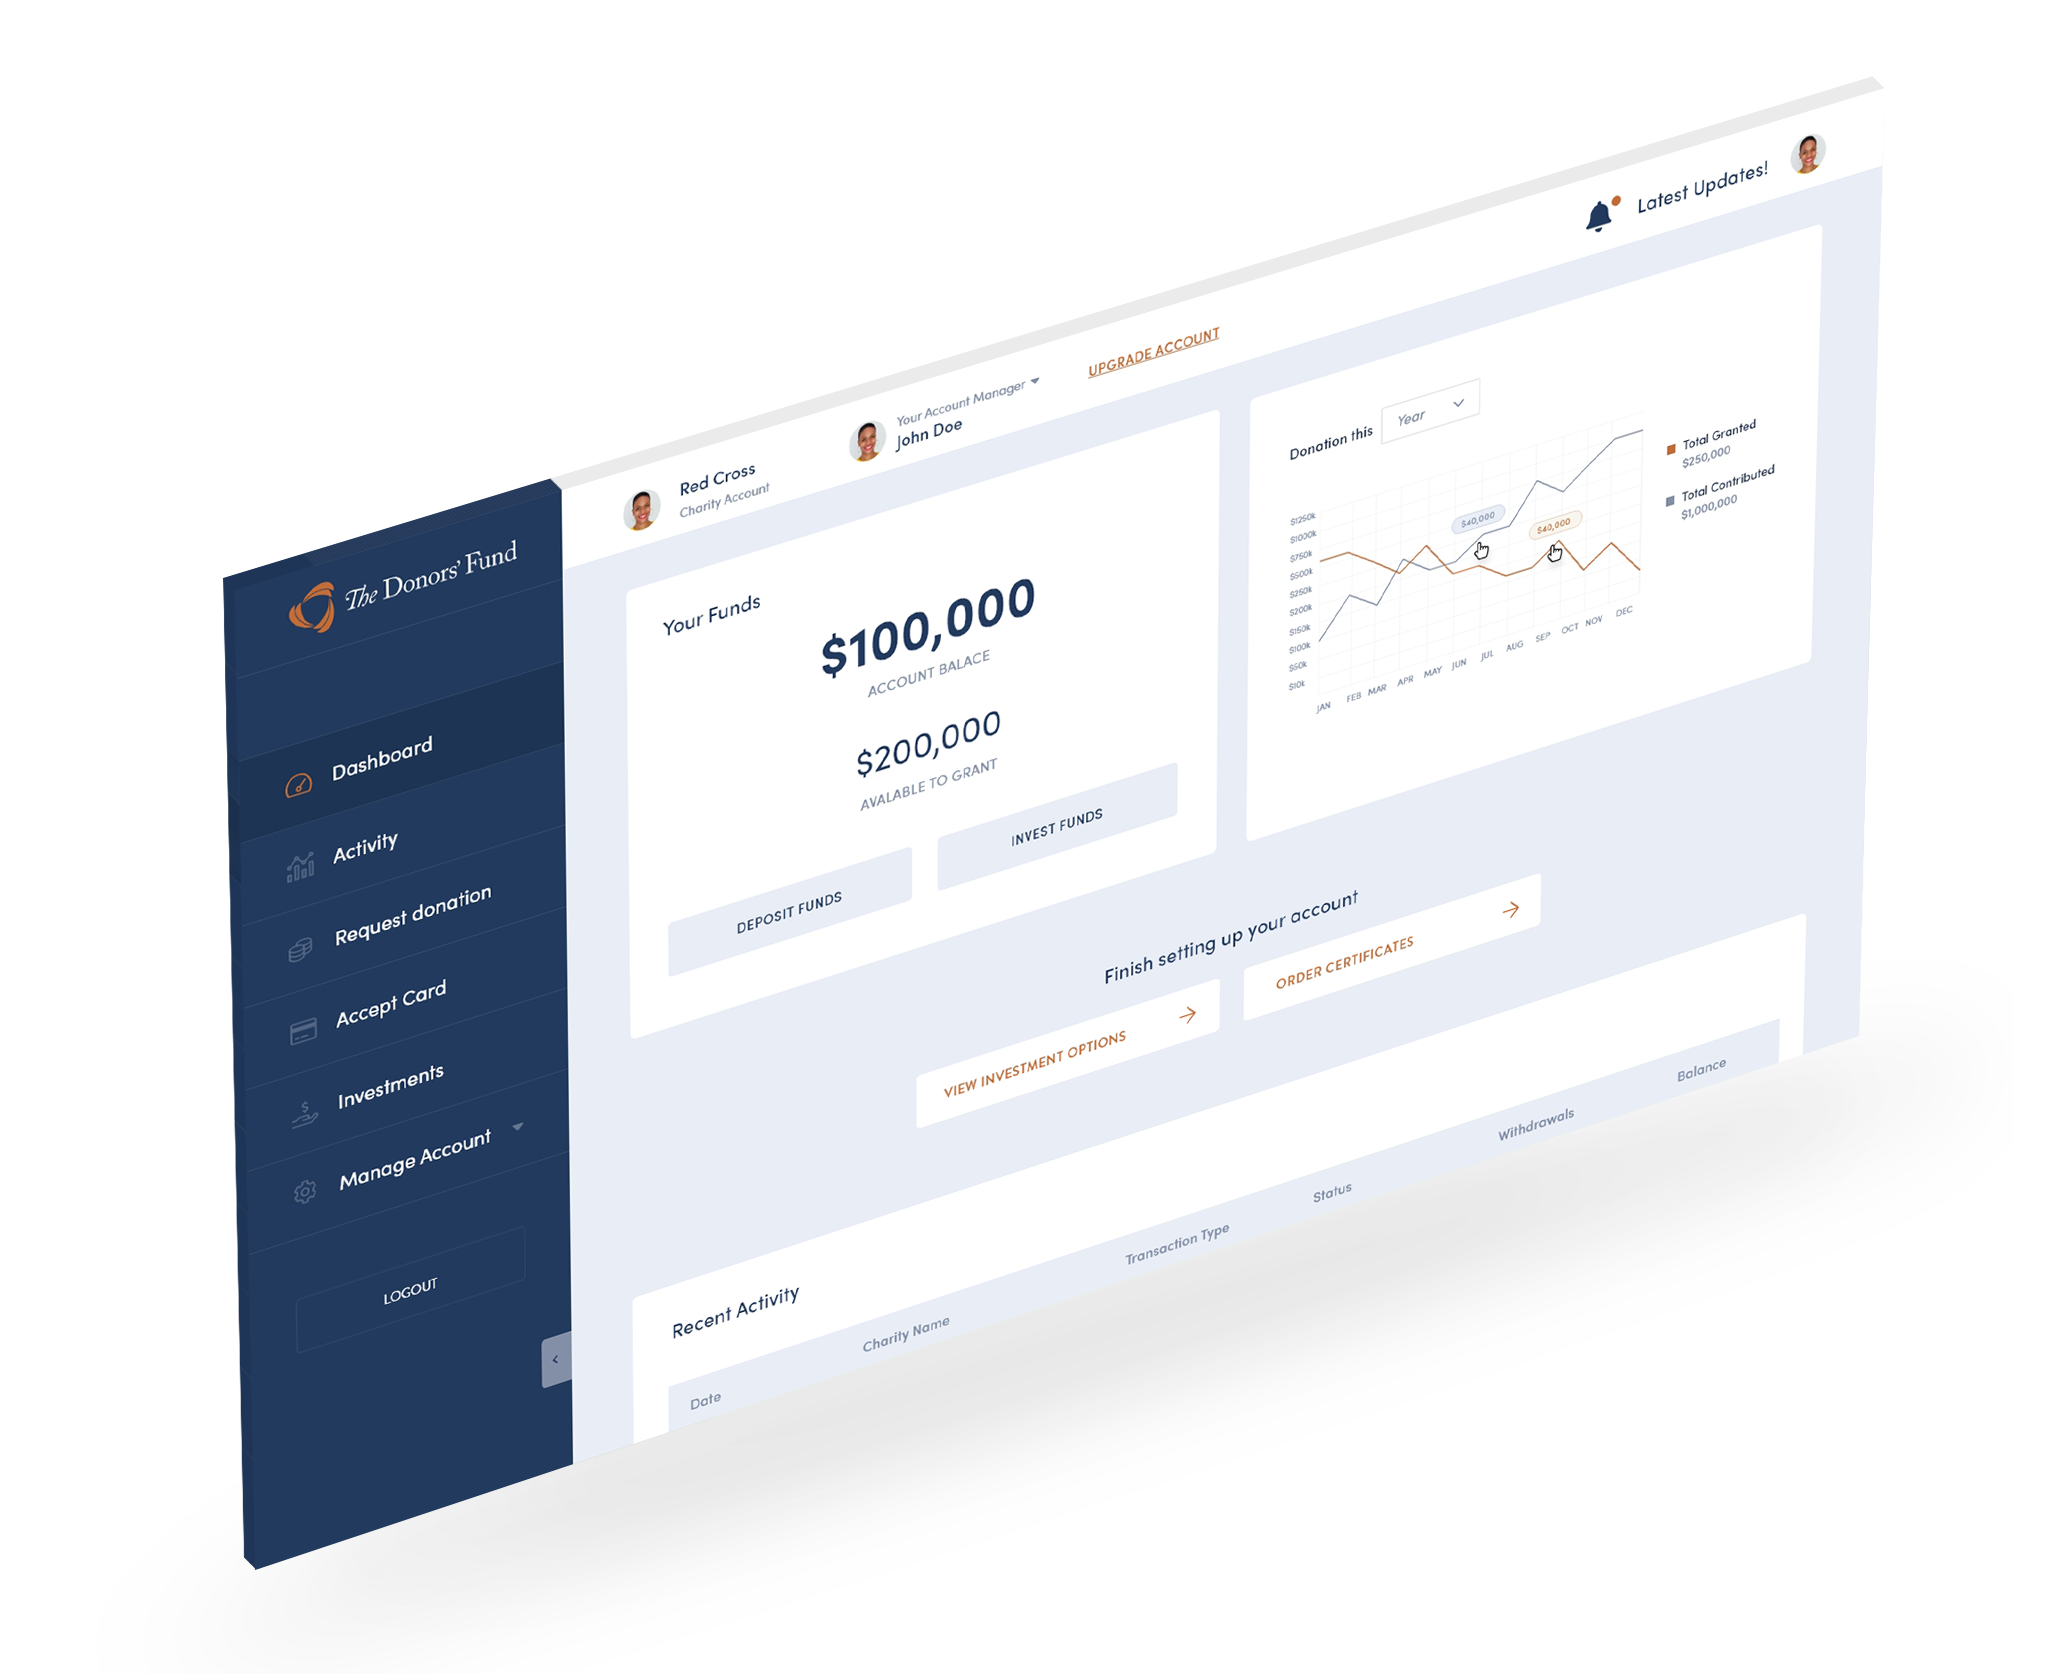 The Donors' Fund
Dashboard
Activity
Request donation
Accept Card
Investments
Manage Account
LOGOUT
Red Cross
Charity Account
Your Account Manager
John Doe
UPGRADE ACCOUNT
Latest Updates!
Your Funds
$100,000
ACCOUNT BALACE
$200,000
AVALABLE TO GRANT
DEPOSIT FUNDS
INVEST FUNDS
Donation this
Year
$1250k
$1000k
$750k
$500k
$250k
$200k
$150k
$100k
$50k
$10k
JAN FEB MAR APR MAY JUN JUL AUG SEP OCT NOV DEC
$40,000
$40,000
Total Granted
$250,000
Total Contributed
$1,000,000
Finish setting up your account
VIEW INVESTMENT OPTIONS
ORDER CERTIFICATES
Recent Activity
Date Charity Name Transaction Type Status Withdrawals Balance